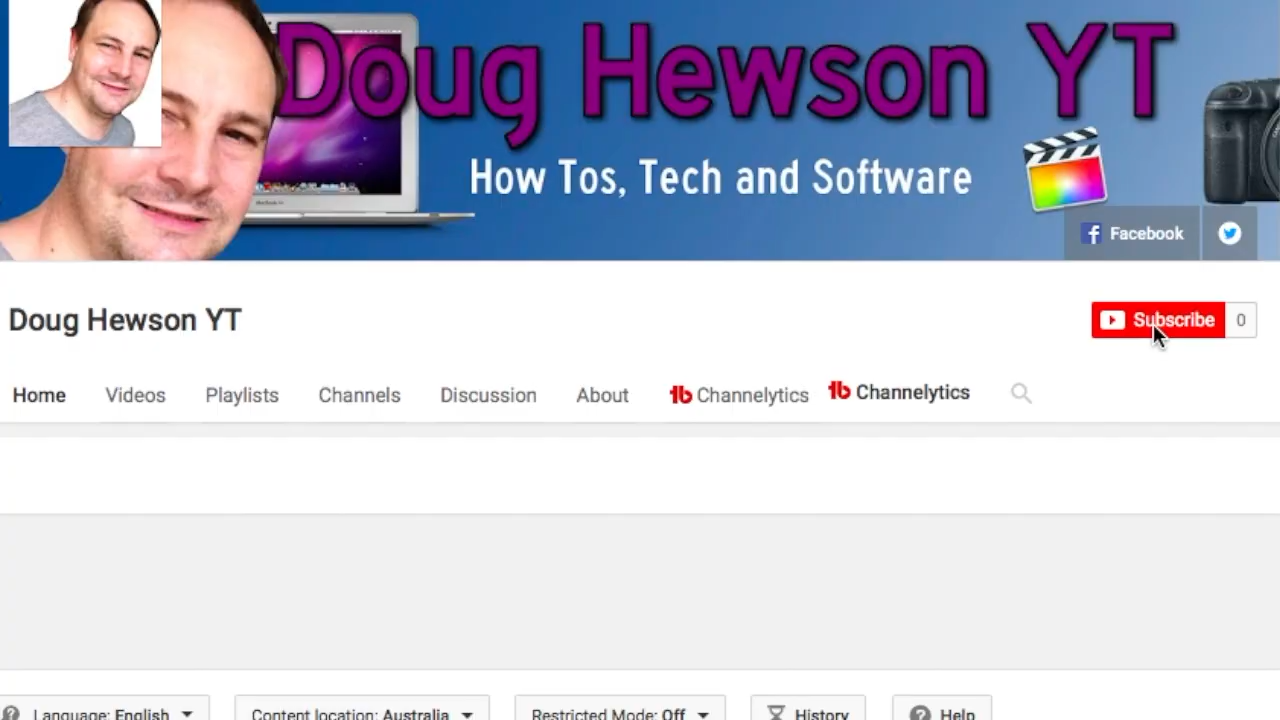 Doug Hewson YT
How Tos, Tech and Software
Facebook
Doug Hewson YT
Subscribe 0
Home Videos Playlists Channels Discussion About Channelytics Channelytics
Language: English Content location: Australia Restricted Mode: Off History Help